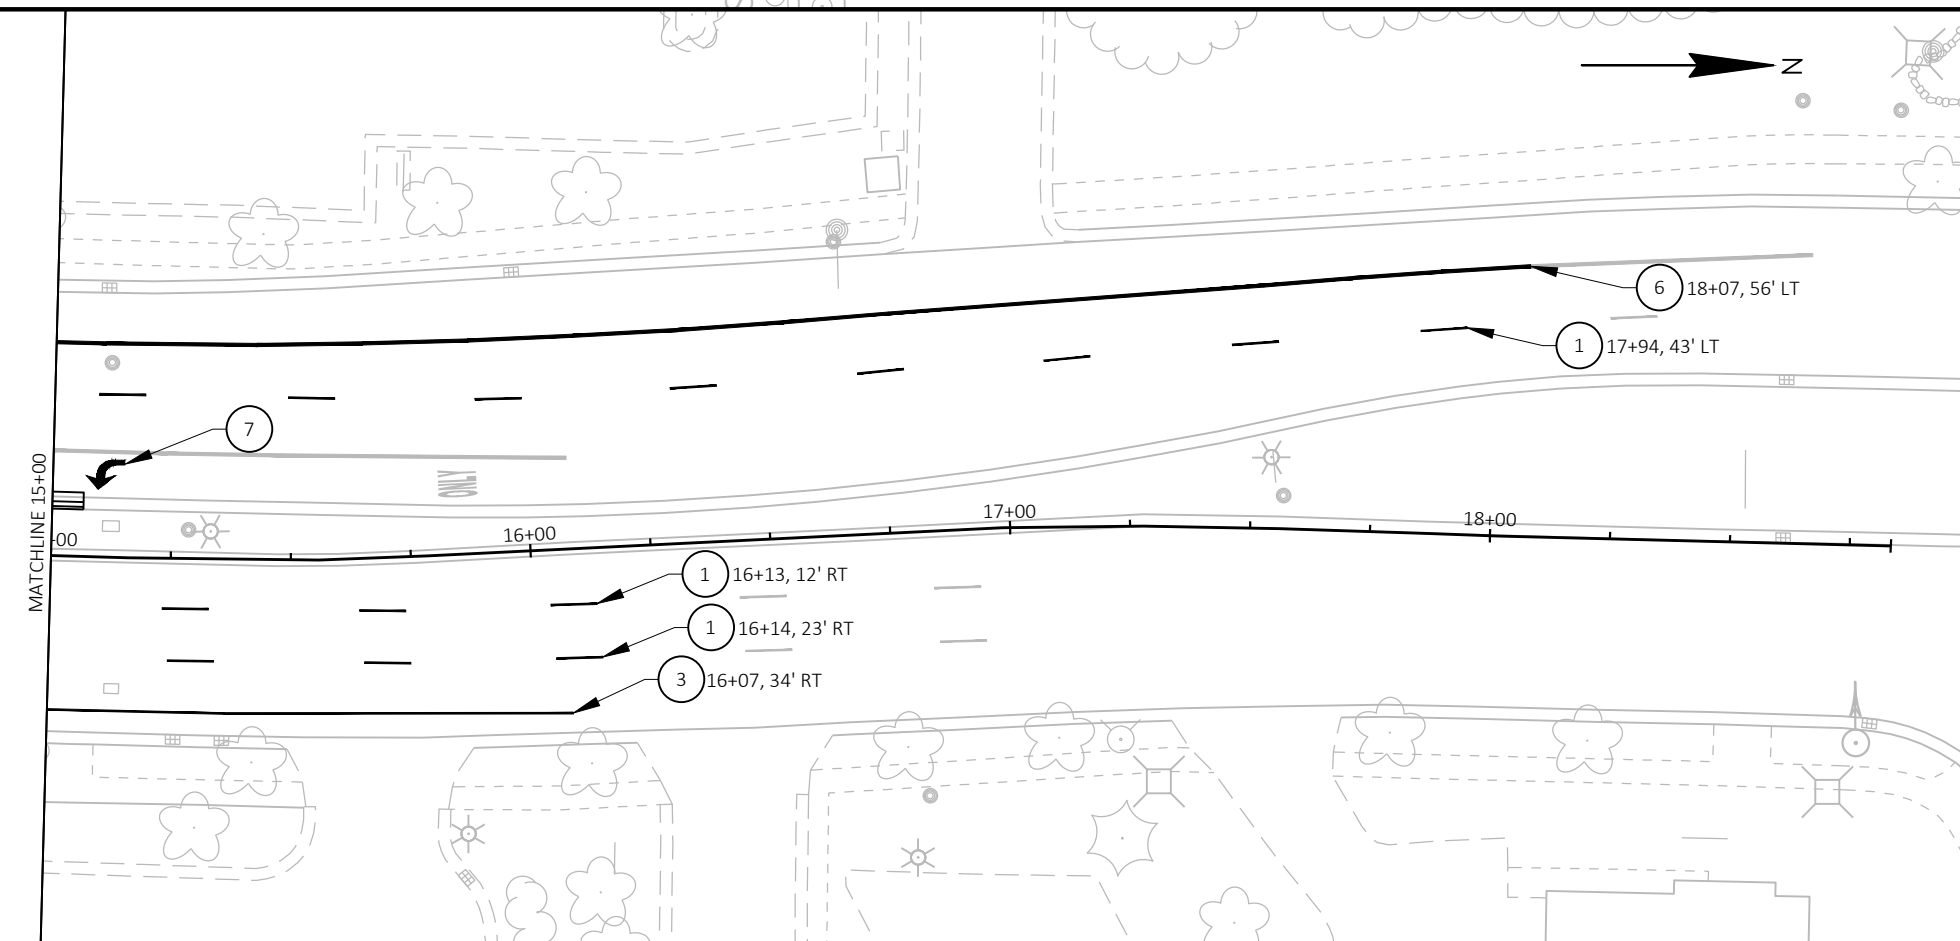 N
6 18+07, 56' LT
1 17+94, 43' LT
7
MATCHLINE 15+00
00
16+00
17+00
18+00
1 16+13, 12' RT
1 16+14, 23' RT
3 16+07, 34' RT